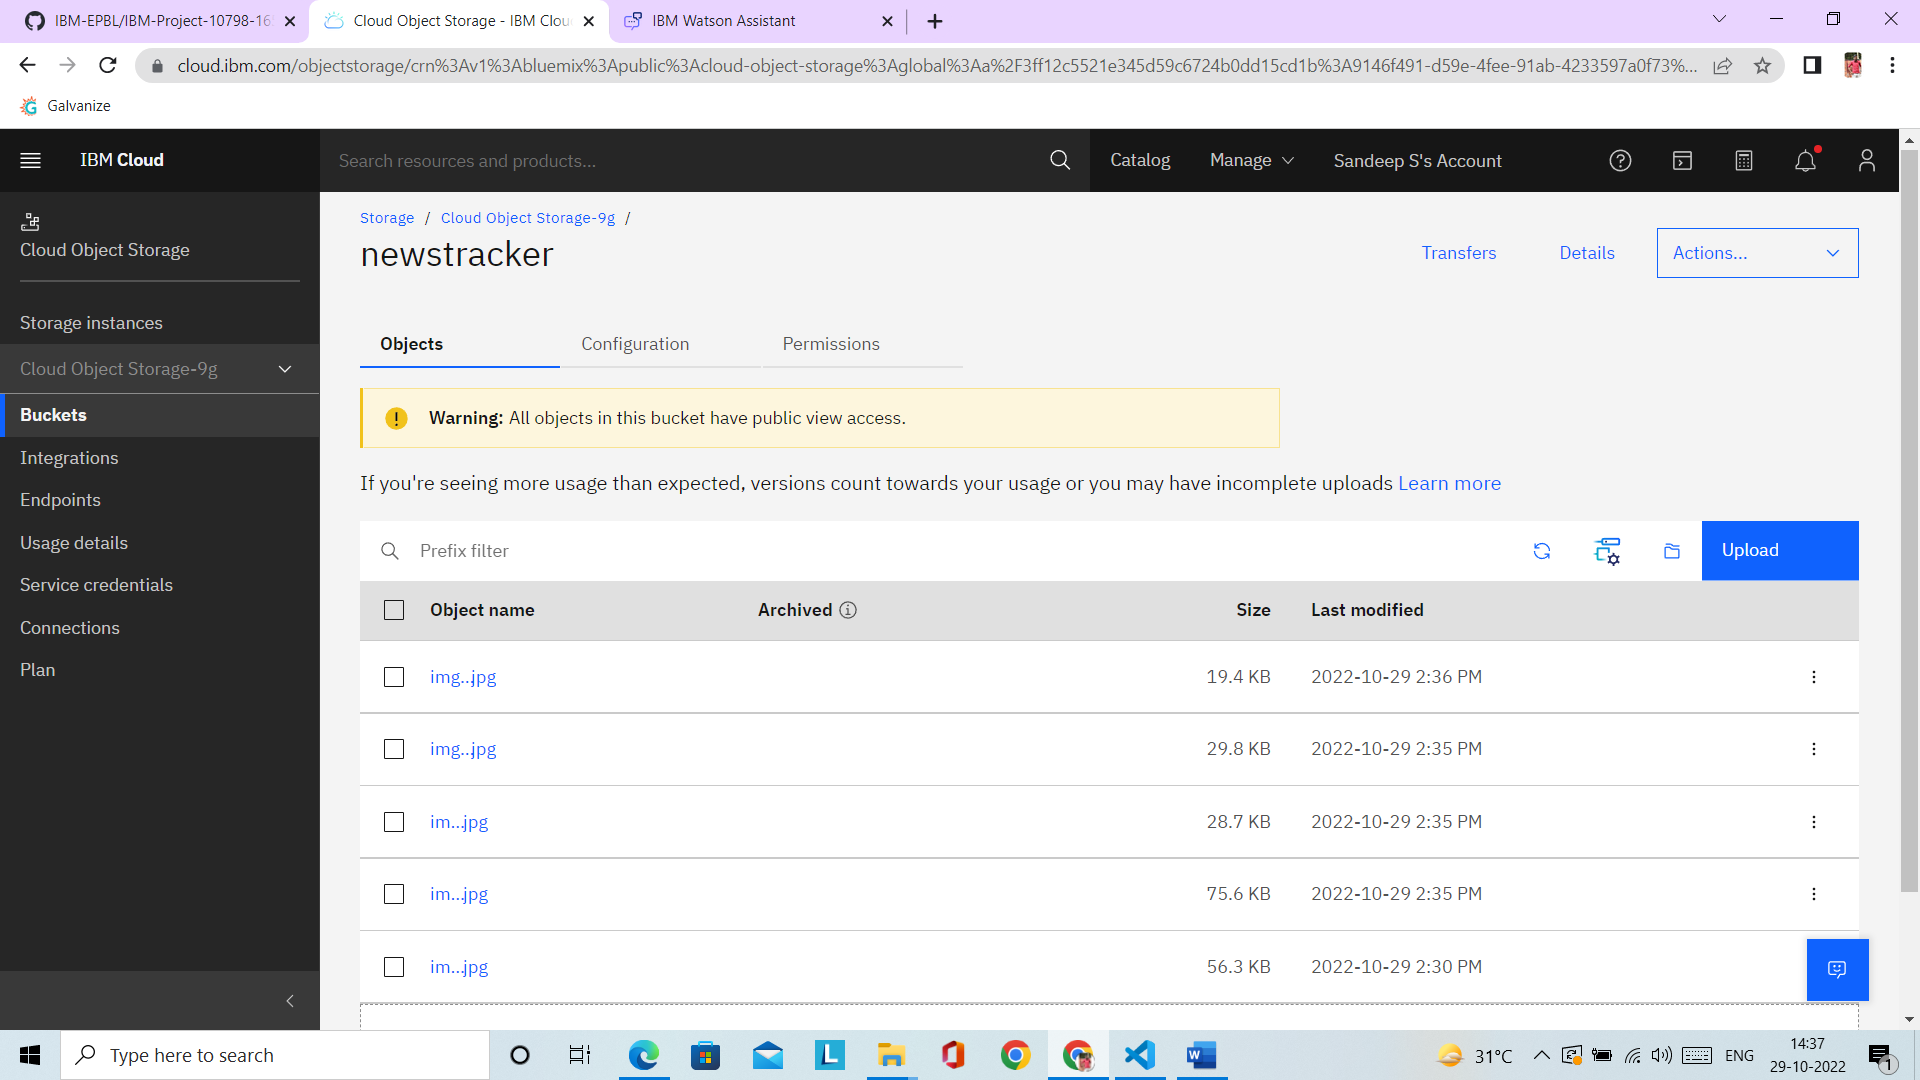 IBM-EPBL/IBM-Project-10798-16
Cloud Object Storage - IBM Clou
IBM Watson Assistant
cloud.ibm.com/objectstorage/crn%3Av1%3Abluemix%3Apublic%3Acloud-object-storage%3Aglobal%3Aa%2F3ff12c5521e345d59c6724b0dd15cd1b%3A9146f491-d59e-4fee-91ab-4233597a0f73%...
Galvanize
IBM Cloud
Search resources and products...
Catalog
Manage
Sandeep S's Account
Cloud Object Storage
Storage instances
Cloud Object Storage-9g
Buckets
Integrations
Endpoints
Usage details
Service credentials
Connections
Plan
Storage / Cloud Object Storage-9g /
newstracker
Transfers
Details
Actions...
Objects
Configuration
Permissions
Warning: All objects in this bucket have public view access.
If you're seeing more usage than expected, versions count towards your usage or you may have incomplete uploads Learn more
Prefix filter
Upload
Object name Archived Size Last modified
img...jpg 19.4 KB 2022-10-29 2:36 PM
img...jpg 29.8 KB 2022-10-29 2:35 PM
im...jpg 28.7 KB 2022-10-29 2:35 PM
im...jpg 75.6 KB 2022-10-29 2:35 PM
im...jpg 56.3 KB 2022-10-29 2:30 PM
Type here to search
31°C
ENG
14:37
29-10-2022
1